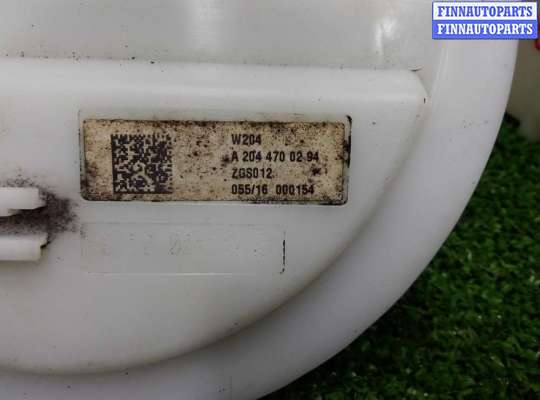 FINNAUTOPARTS
FINNAUTOPARTS
W204
A 204 470 02 94
ZGS012
055/16 000154